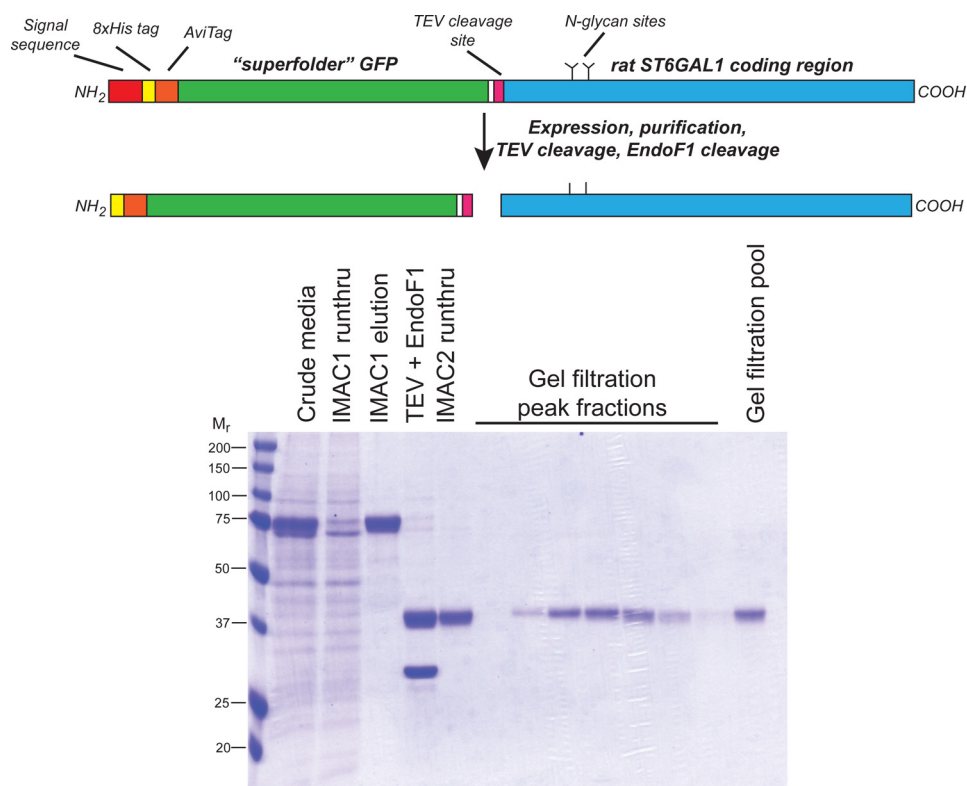 Signal
sequence
8xHis tag
AviTag
TEV cleavage
site
N-glycan sites
"superfolder" GFP
rat ST6GAL1 coding region
NH2
COOH
Expression, purification,
TEV cleavage, EndoF1 cleavage
NH2
COOH
Crude media
IMAC1 runthru
IMAC1 elution
TEV + EndoF1
IMAC2 runthru
Gel filtration
peak fractions
Gel filtration pool
Mr
200
150
100
75
50
37
25
20